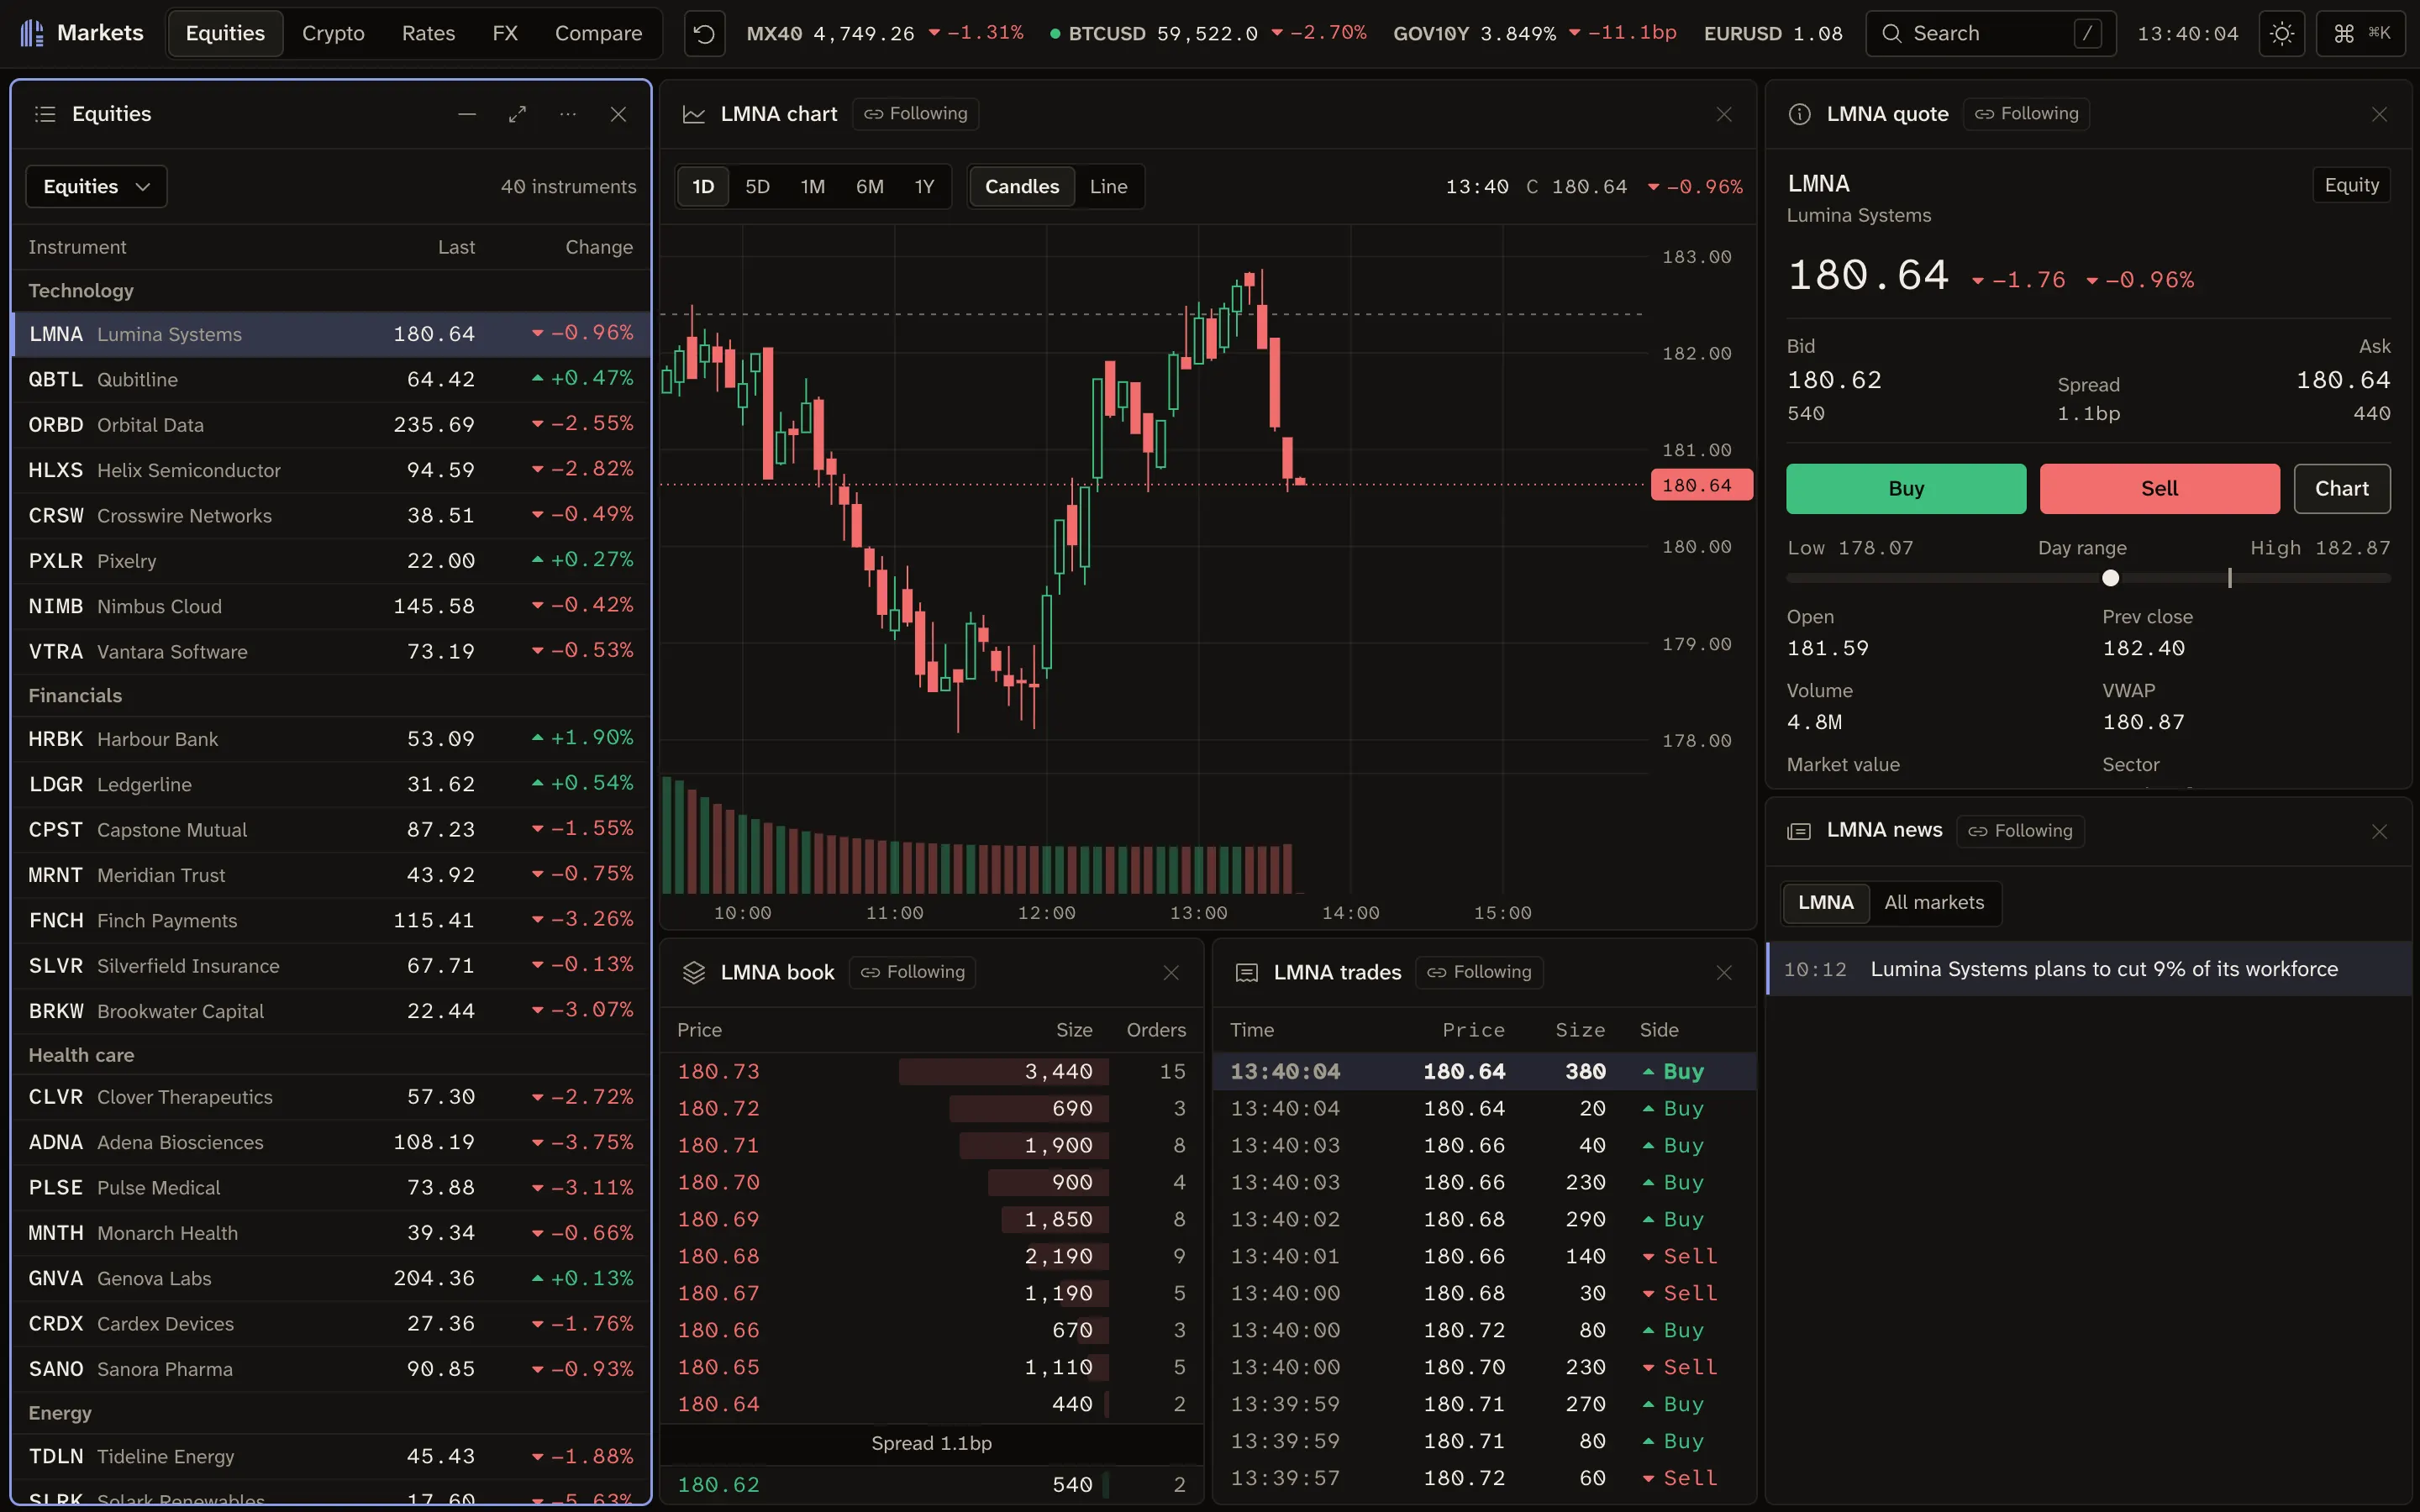 Markets
Equities Crypto Rates FX Compare
MX40 4,749.26 −1.31% BTCUSD 59,522.0 −2.70% GOV10Y 3.849% −11.1bp EURUSD 1.08
Search /
13:40:04
⌘K
Equities
Equities
40 instruments
Instrument Last Change
Technology
LMNA Lumina Systems 180.64 −0.96%
QBTL Qubitline 64.42 +0.47%
ORBD Orbital Data 235.69 −2.55%
HLXS Helix Semiconductor 94.59 −2.82%
CRSW Crosswire Networks 38.51 −0.49%
PXLR Pixelry 22.00 +0.27%
NIMB Nimbus Cloud 145.58 −0.42%
VTRA Vantara Software 73.19 −0.53%
Financials
HRBK Harbour Bank 53.09 +1.90%
LDGR Ledgerline 31.62 +0.54%
CPST Capstone Mutual 87.23 −1.55%
MRNT Meridian Trust 43.92 −0.75%
FNCH Finch Payments 115.41 −3.26%
SLVR Silverfield Insurance 67.71 −0.13%
BRKW Brookwater Capital 22.44 −3.07%
Health care
CLVR Clover Therapeutics 57.30 −2.72%
ADNA Adena Biosciences 108.19 −3.75%
PLSE Pulse Medical 73.88 −3.11%
MNTH Monarch Health 39.34 −0.66%
GNVA Genova Labs 204.36 +0.13%
CRDX Cardex Devices 27.36 −1.76%
SANO Sanora Pharma 90.85 −0.93%
Energy
TDLN Tideline Energy 45.43 −1.88%
SLRK Solark Renewables 17.60 −5.63%
LMNA chart Following
1D 5D 1M 6M 1Y Candles Line
13:40 C 180.64 −0.96%
183.00
182.00
181.00
180.64
180.00
179.00
178.00
10:00 11:00 12:00 13:00 14:00 15:00
LMNA book Following
Price Size Orders
180.73 3,440 15
180.72 690 3
180.71 1,900 8
180.70 900 4
180.69 1,850 8
180.68 2,190 9
180.67 1,190 5
180.66 670 3
180.65 1,110 5
180.64 440 2
Spread 1.1bp
180.62 540 2
LMNA trades Following
Time Price Size Side
13:40:04 180.64 380 Buy
13:40:04 180.64 20 Buy
13:40:03 180.66 40 Buy
13:40:03 180.66 230 Buy
13:40:02 180.68 290 Buy
13:40:01 180.66 140 Sell
13:40:00 180.68 30 Sell
13:40:00 180.72 80 Buy
13:40:00 180.70 230 Sell
13:39:59 180.71 270 Buy
13:39:59 180.71 80 Buy
13:39:57 180.72 60 Sell
LMNA quote Following
LMNA
Equity
Lumina Systems
180.64 −1.76 −0.96%
Bid Ask
180.62 Spread 180.64
540 1.1bp 440
Buy Sell Chart
Low 178.07 Day range High 182.87
Open Prev close
181.59 182.40
Volume VWAP
4.8M 180.87
Market value Sector
LMNA news Following
LMNA All markets
10:12 Lumina Systems plans to cut 9% of its workforce